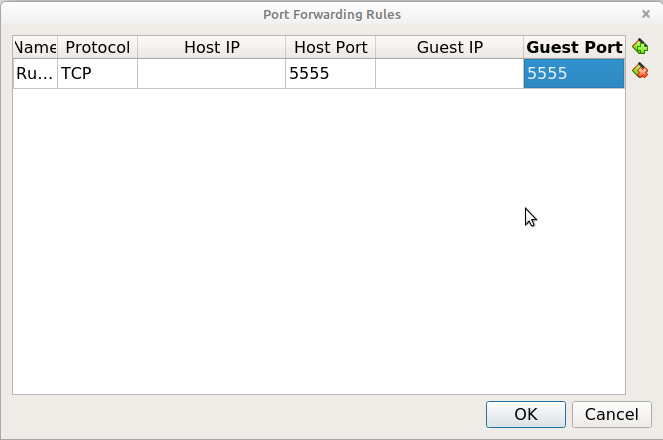 Port Forwarding Rules
Name Protocol Host IP Host Port Guest IP Guest Port
Ru... TCP 5555 5555
OK Cancel